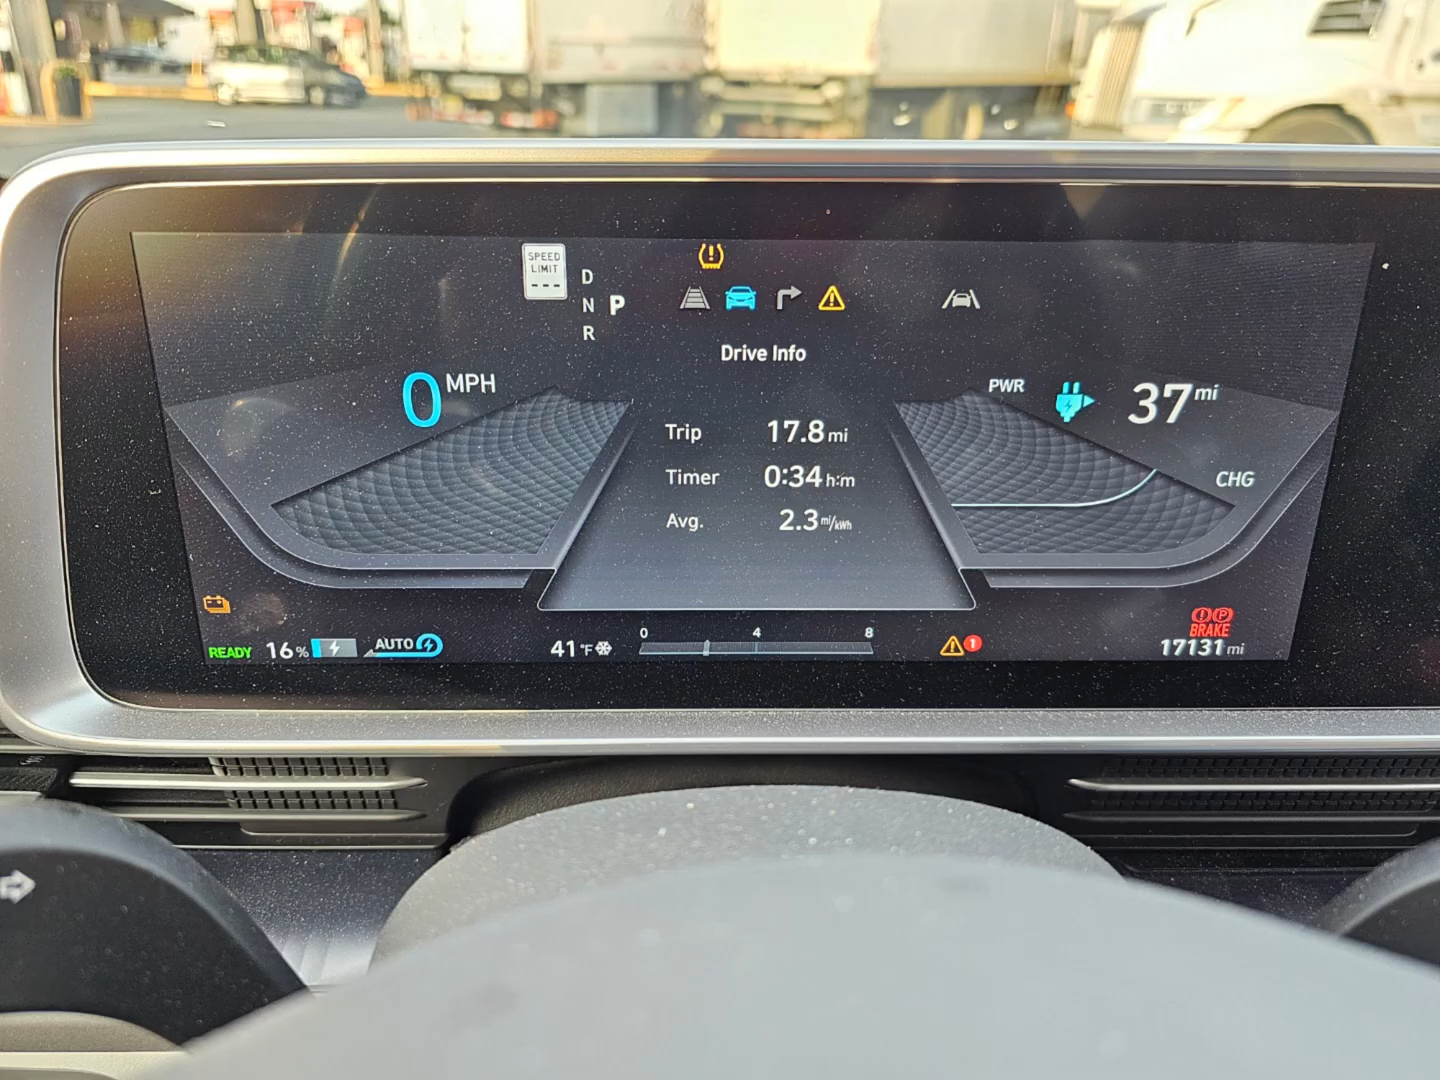 SPEED
LIMIT
---
D
N P
R
Drive Info
0 MPH
PWR
37 mi
Trip 17.8 mi
Timer 0:34 h:m
CHG
Avg. 2.3 mi/kWh
P
BRAKE
READY 16% AUTO
41°F
0 4 8
1
17131 mi